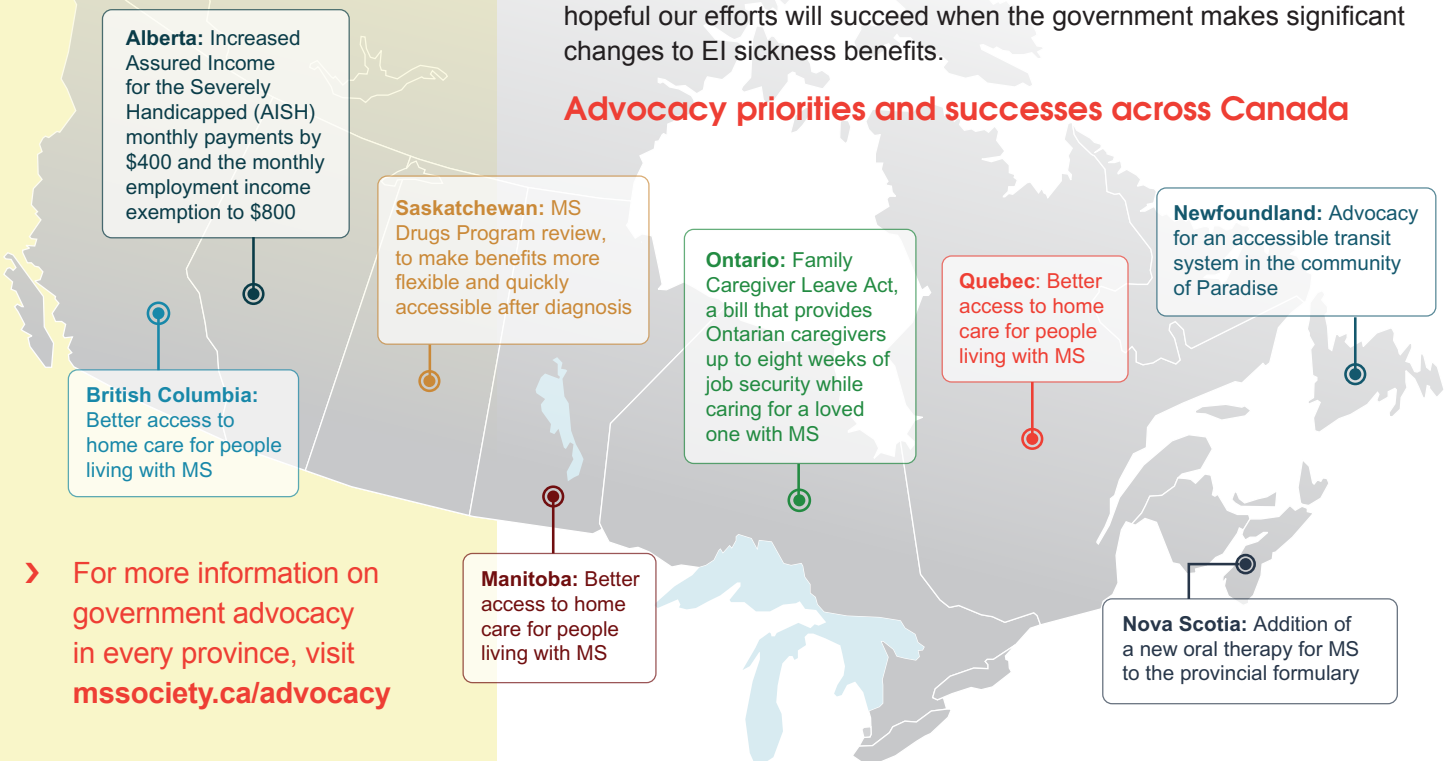 hopeful our efforts will succeed when the government makes significant
changes to EI sickness benefits.
Advocacy priorities and successes across Canada
Alberta: Increased
Assured Income
for the Severely
Handicapped (AISH)
monthly payments by
$400 and the monthly
employment income
exemption to $800
British Columbia:
Better access to
home care for people
living with MS
Saskatchewan: MS
Drugs Program review,
to make benefits more
flexible and quickly
accessible after diagnosis
Manitoba: Better
access to home
care for people
living with MS
Ontario: Family
Caregiver Leave Act,
a bill that provides
Ontarian caregivers
up to eight weeks of
job security while
caring for a loved
one with MS
Quebec: Better
access to home
care for people
living with MS
Newfoundland: Advocacy
for an accessible transit
system in the community
of Paradise
Nova Scotia: Addition of
a new oral therapy for MS
to the provincial formulary
› For more information on
government advocacy
in every province, visit
mssociety.ca/advocacy